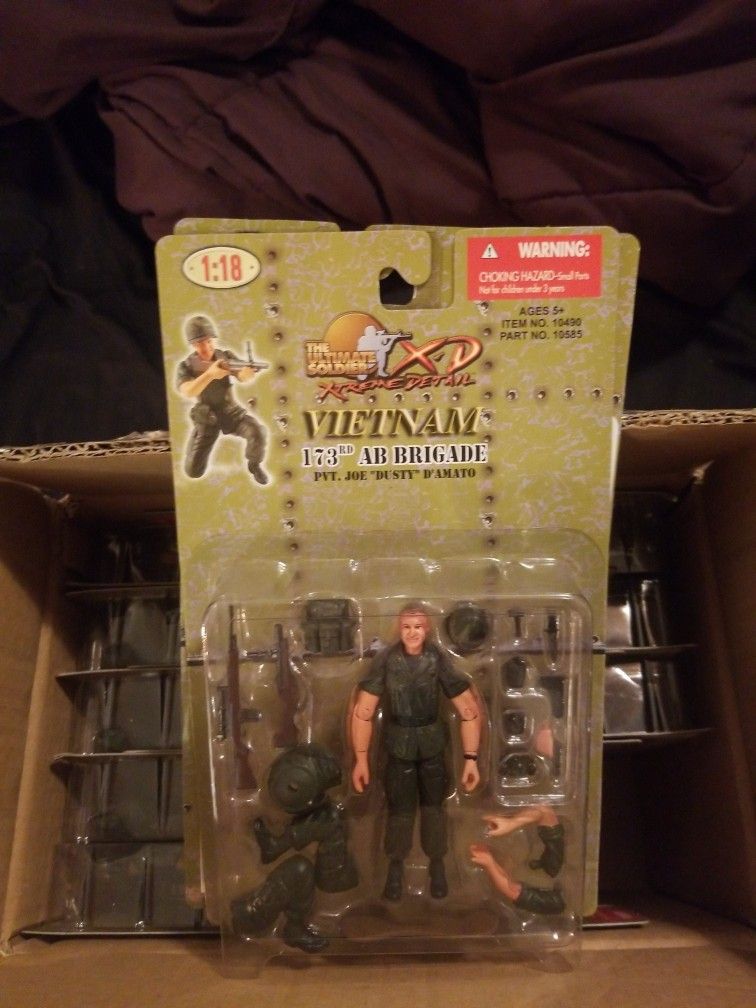 1:18
WARNING:
CHOKING HAZARD-Small Parts
Not for children under 3 years
AGES 5+
ITEM NO. 10490
PART NO. 10585
THE
ULTIMATE
SOLDIER
X-D
XTREME DETAIL
VIETNAM
173RD AB BRIGADE
PVT. JOE "DUSTY" D'AMATO